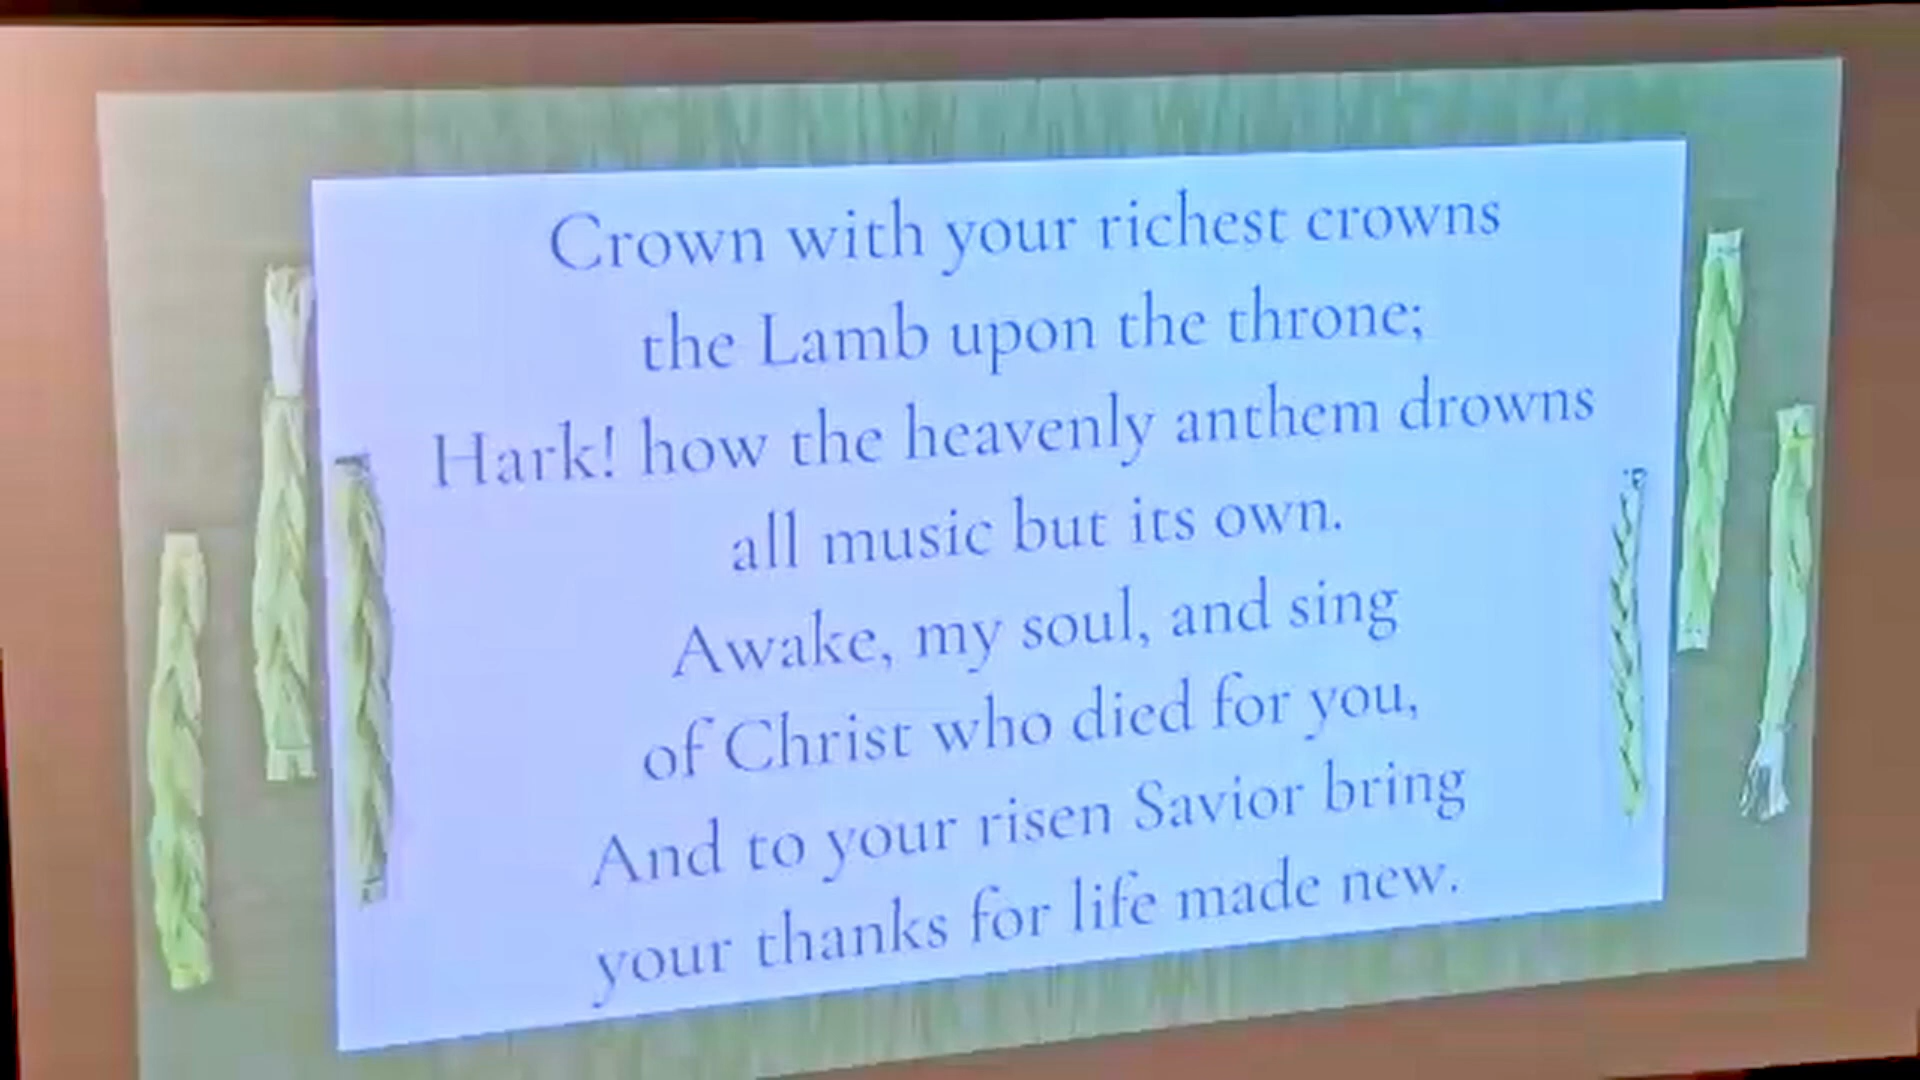 Crown with your richest crowns
the Lamb upon the throne;
Hark! how the heavenly anthem drowns
all music but its own.
Awake, my soul, and sing
of Christ who died for you,
And to your risen Savior bring
your thanks for life made new.